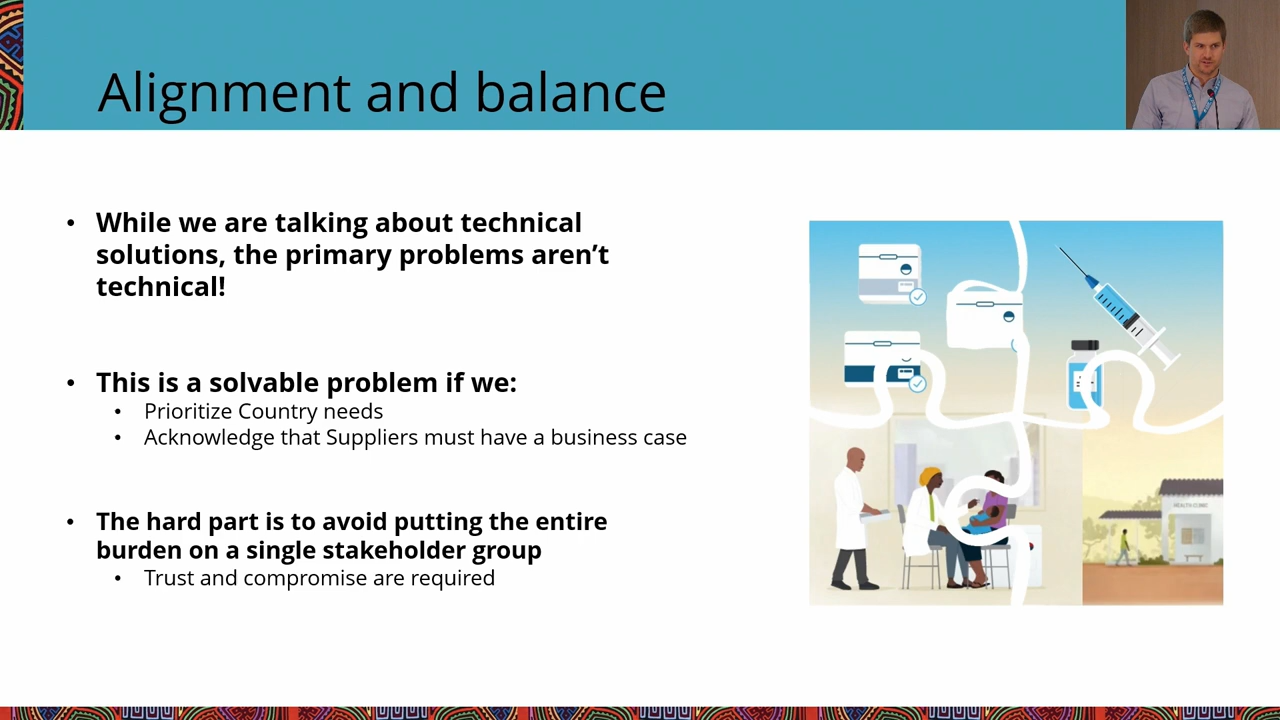 Alignment and balance
• While we are talking about technical
solutions, the primary problems aren’t
technical!
• This is a solvable problem if we:
• Prioritize Country needs
• Acknowledge that Suppliers must have a business case
• The hard part is to avoid putting the entire
burden on a single stakeholder group
• Trust and compromise are required
HEALTH CLINIC